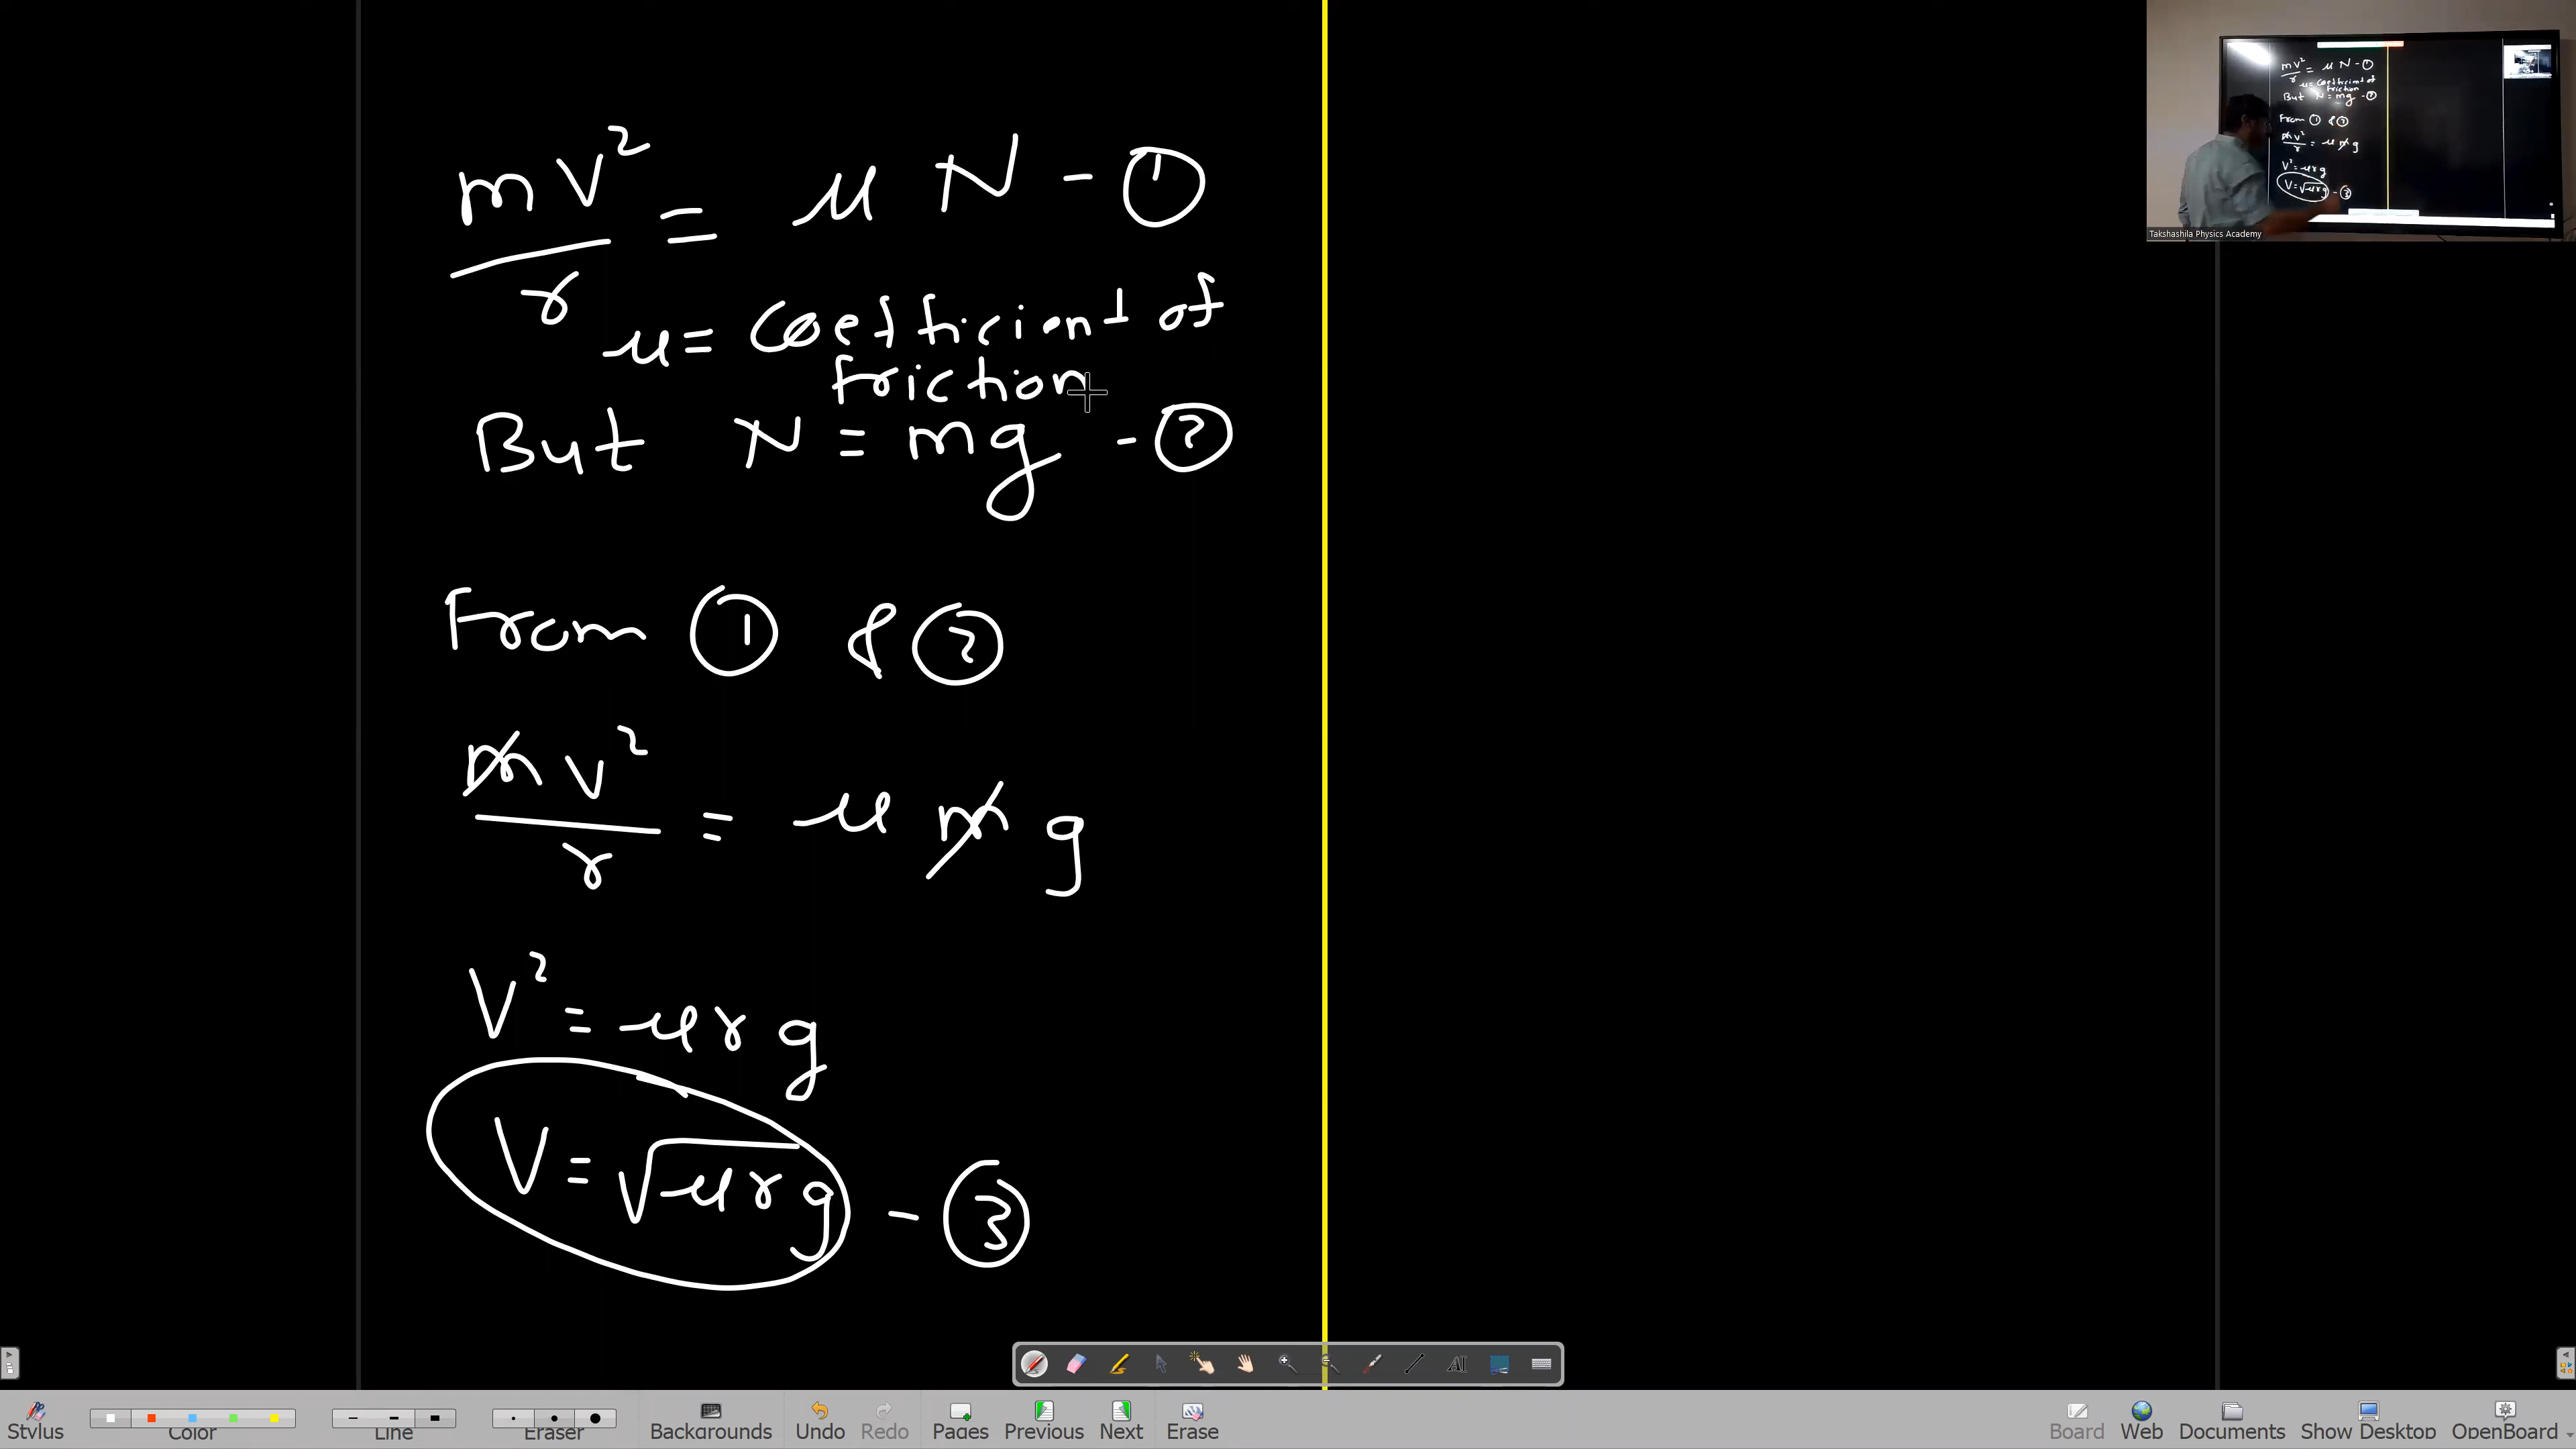 mv²/r = μ N - ①
μ = Coefficient of
friction
But N = mg - ②
From ① & ②
mv²/r = μ m g
V² = μ r g
V = √μ r g - ③
Takshashila Physics Academy
Stylus
Color
Line
Eraser
Backgrounds
Undo
Redo
Pages
Previous
Next
Erase
Board
Web
Documents
Show Desktop
OpenBoard